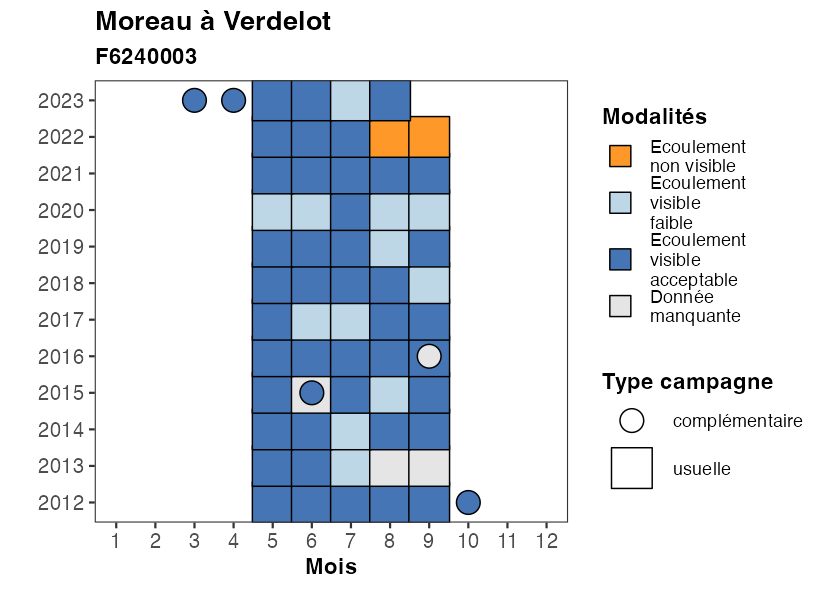 Moreau à Verdelot
F6240003
2023
2022
2021
2020
2019
2018
2017
2016
2015
2014
2013
2012
1 2 3 4 5 6 7 8 9 10 11 12
Mois
Modalités
Ecoulement
non visible
Ecoulement
visible
faible
Ecoulement
visible
acceptable
Donnée
manquante
Type campagne
complémentaire
usuelle